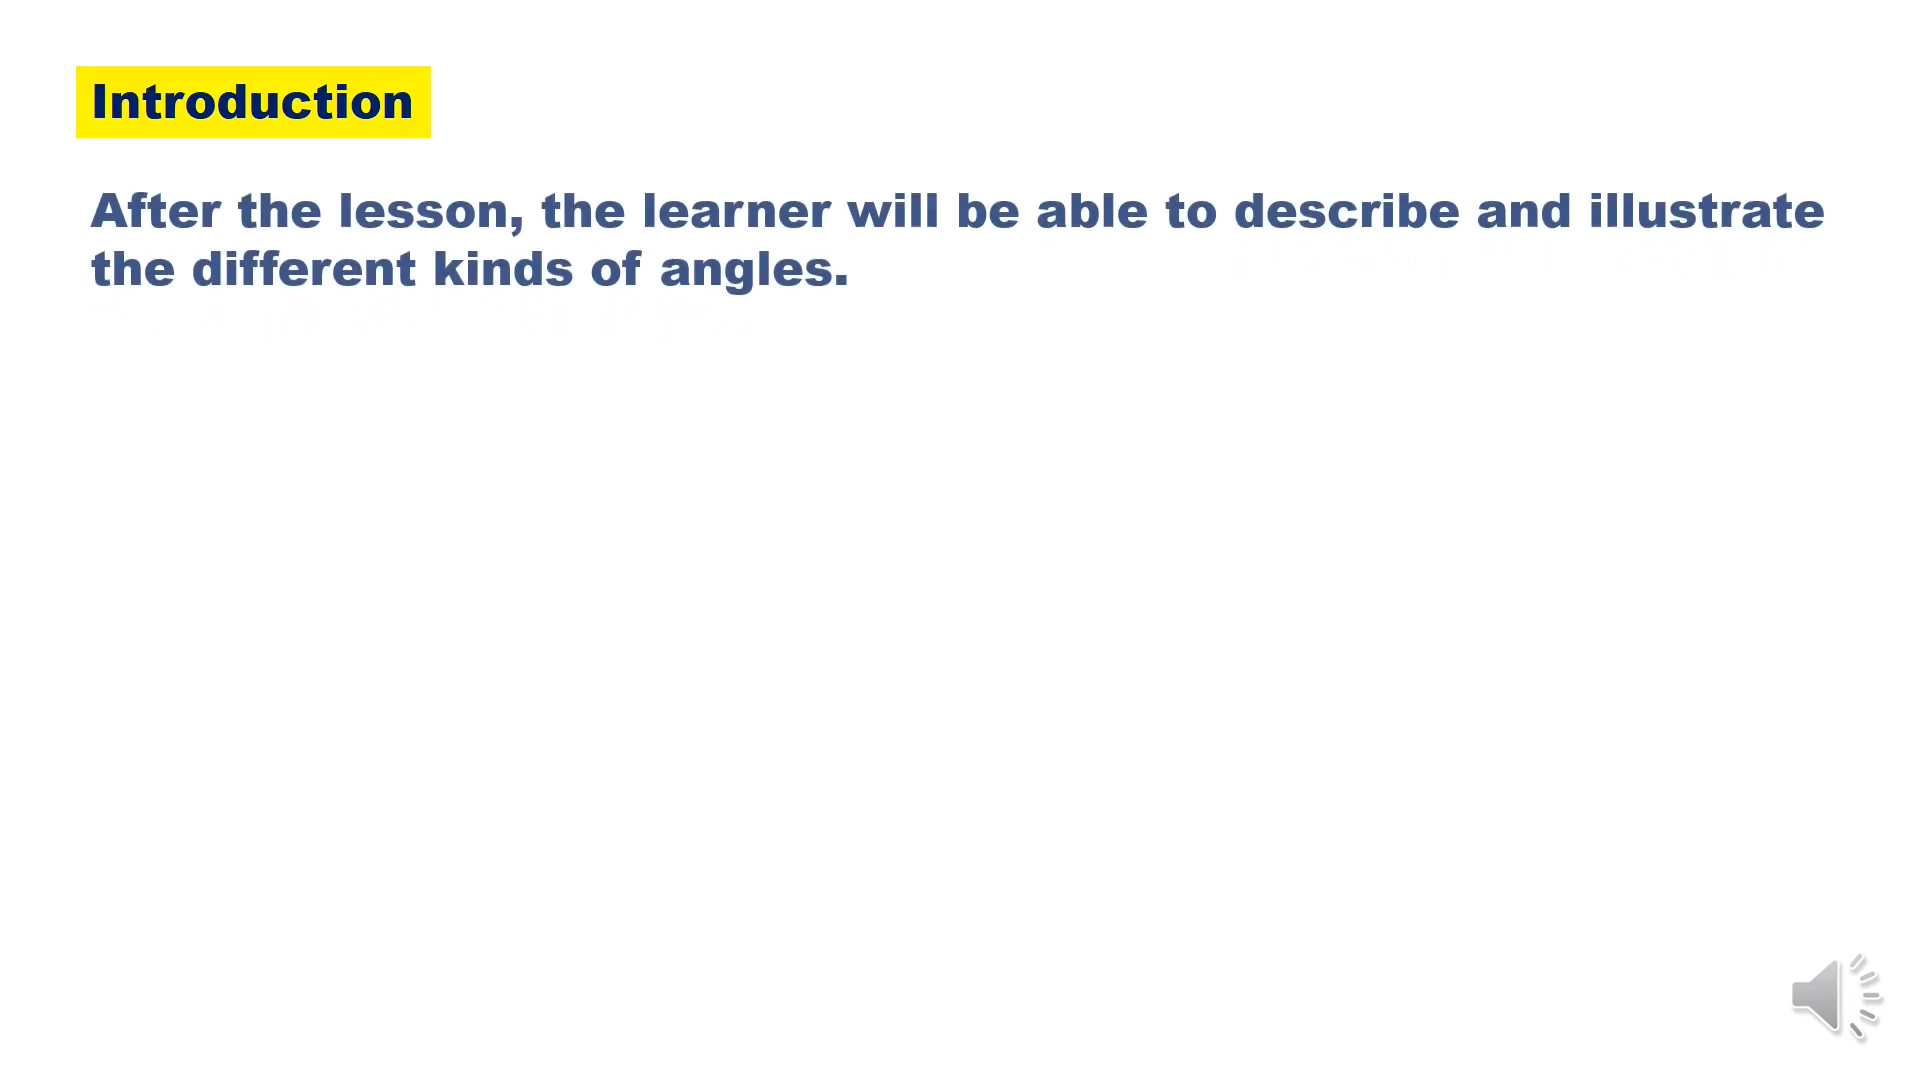 Introduction
After the lesson, the learner will be able to describe and illustrate
the different kinds of angles.